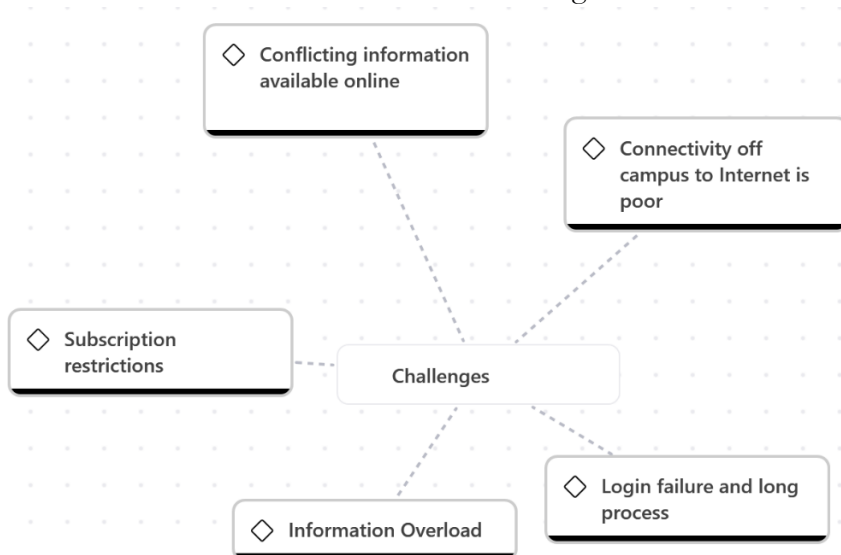 Conflicting information
available online
Connectivity off
campus to Internet is
poor
Subscription
restrictions
Challenges
Login failure and long
process
Information Overload